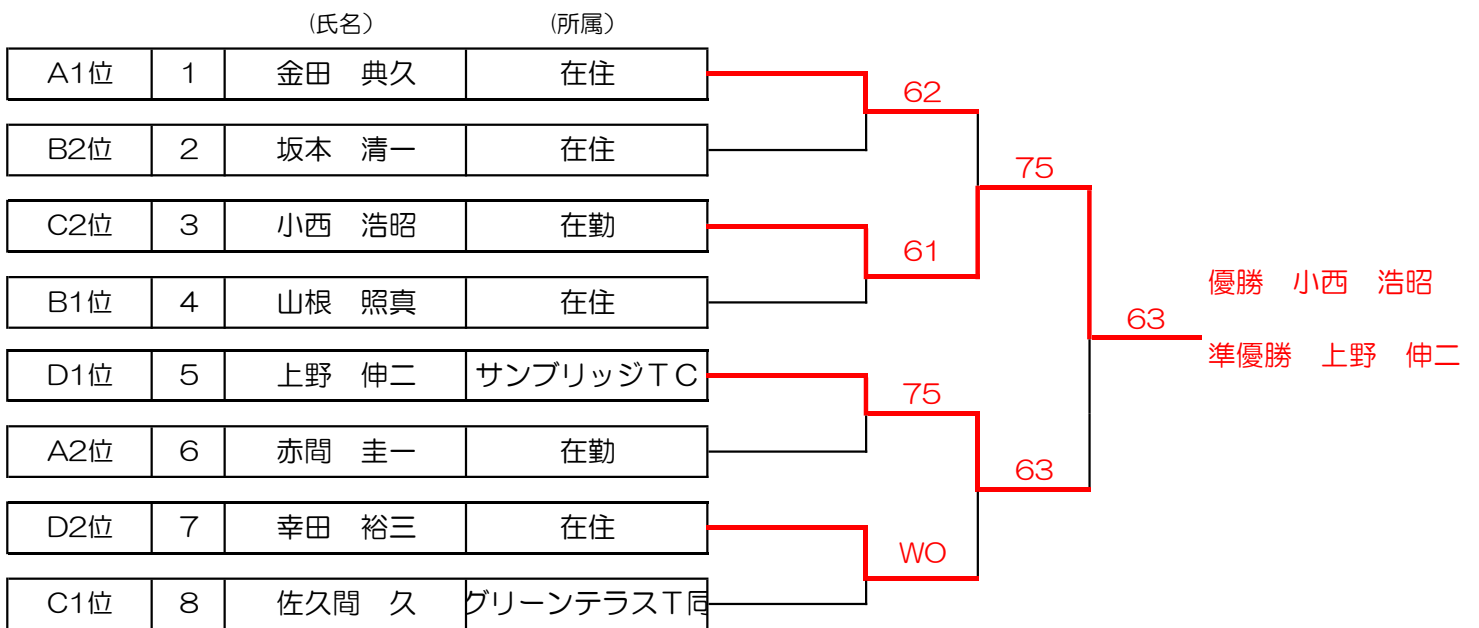 (氏名) (所属)
A1位 1 金田 典久 在住
62
B2位 2 坂本 清一 在住
75
C2位 3 小西 浩昭 在勤
61
優勝 小西 浩昭
B1位 4 山根 照真 在住
63
準優勝 上野 伸二
D1位 5 上野 伸二 サンブリッジTC
75
A2位 6 赤間 圭一 在勤
63
D2位 7 幸田 裕三 在住
WO
C1位 8 佐久間 久 グリーンテラスT同